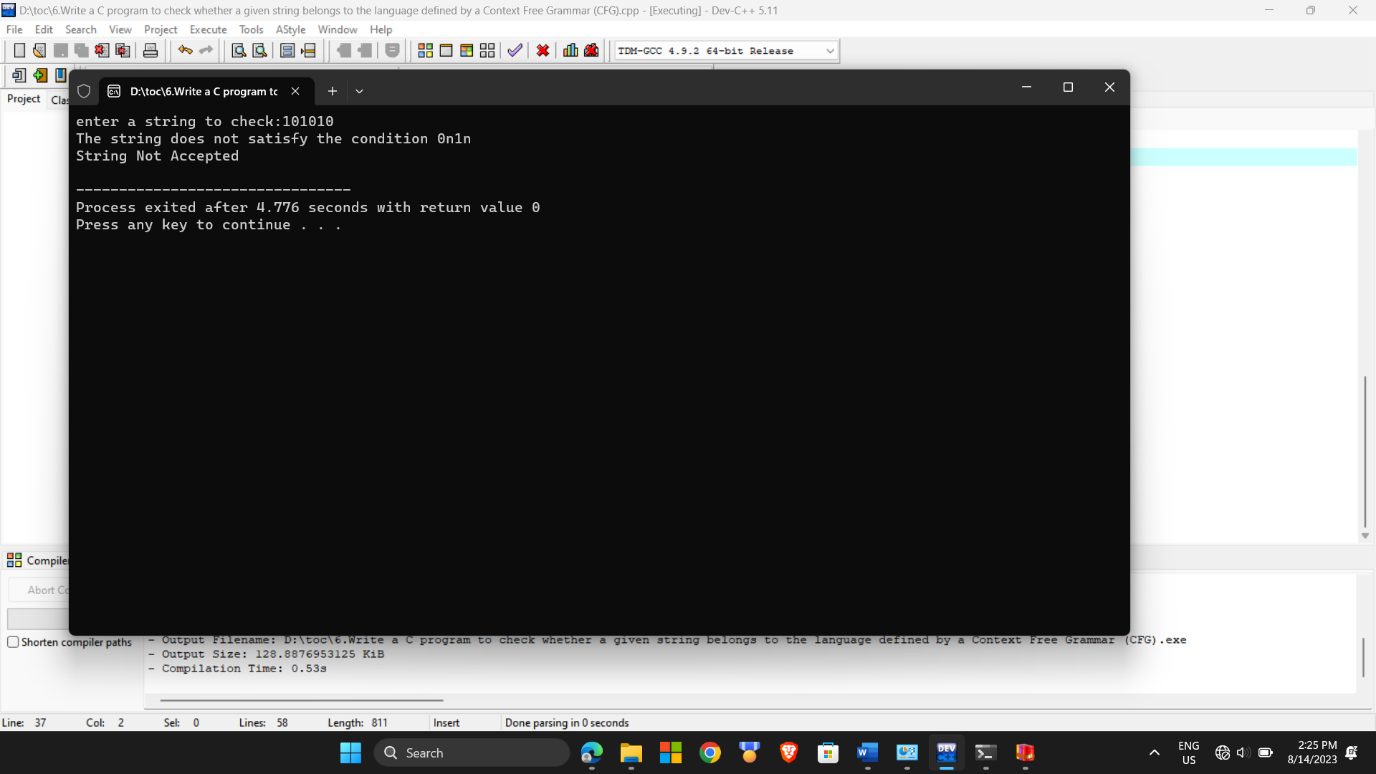 D:\toc\6.Write a C program to check whether a given string belongs to the language defined by a Context Free Grammar (CFG).cpp - [Executing] - Dev-C++ 5.11
File Edit Search View Project Execute Tools AStyle Window Help
TDM-GCC 4.9.2 64-bit Release
Project
D:\toc\6.Write a C program tc
enter a string to check:101010
The string does not satisfy the condition 0n1n
String Not Accepted
--------------------------------
Process exited after 4.776 seconds with return value 0
Press any key to continue . . .
Compiler
Abort
Shorten compiler paths
- Output Filename: D:\toc\6.Write a C program to check whether a given string belongs to the language defined by a Context Free Grammar (CFG).exe
- Output Size: 128.8876953125 KiB
- Compilation Time: 0.53s
Line: 37 Col: 2 Sel: 0 Lines: 58 Length: 811 Insert Done parsing in 0 seconds
Search
DEV
ENG
US
2:25 PM
8/14/2023